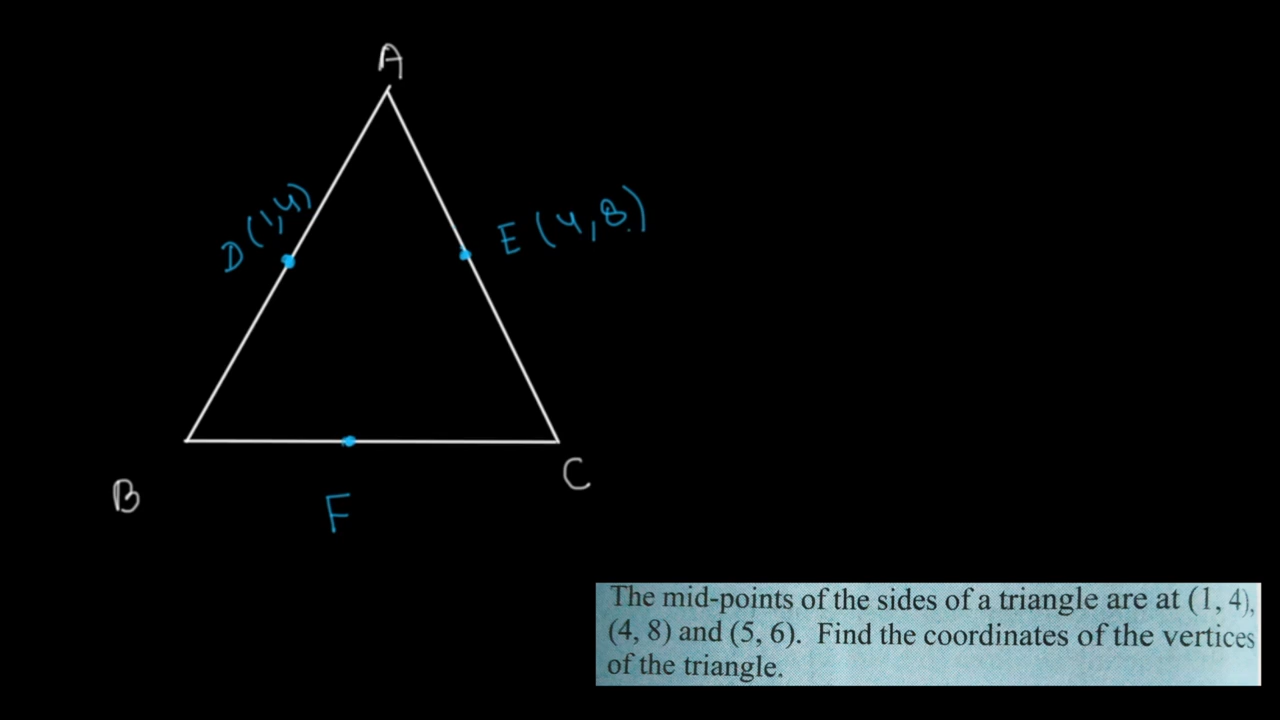 A
D(1,4)
E (4,8)
B
C
F
The mid-points of the sides of a triangle are at (1, 4),
(4, 8) and (5, 6). Find the coordinates of the vertices
of the triangle.